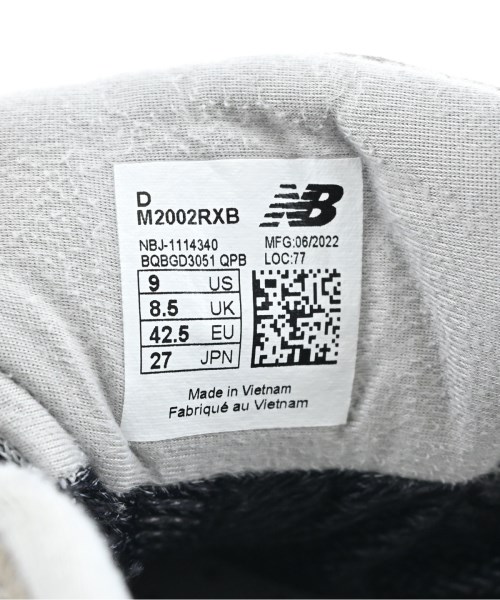 D
M2002RXB
NB
NBJ-1114340
MFG:06/2022
BQBGD3051 QPB
LOC:77
9 US
8.5 UK
42.5 EU
27 JPN
Made in Vietnam
Fabriqué au Vietnam